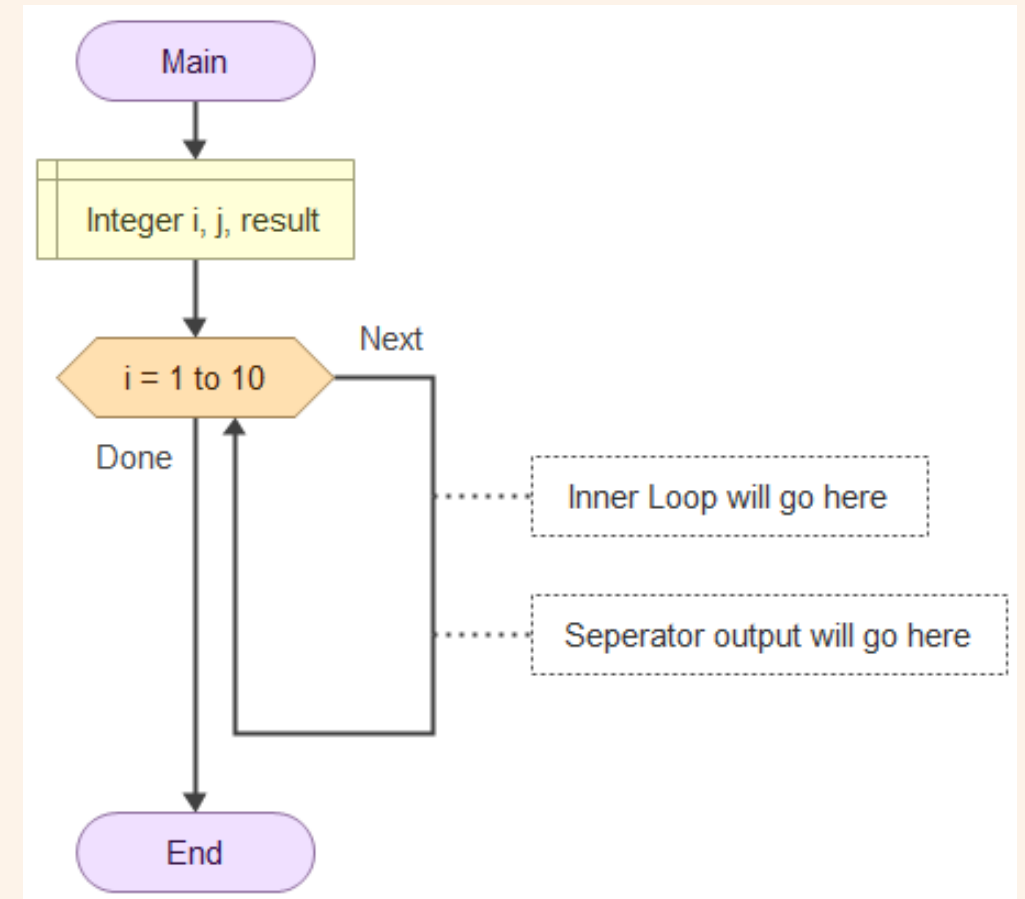 Main
Integer i, j, result
Next
i = 1 to 10
Done
Inner Loop will go here
Seperator output will go here
End